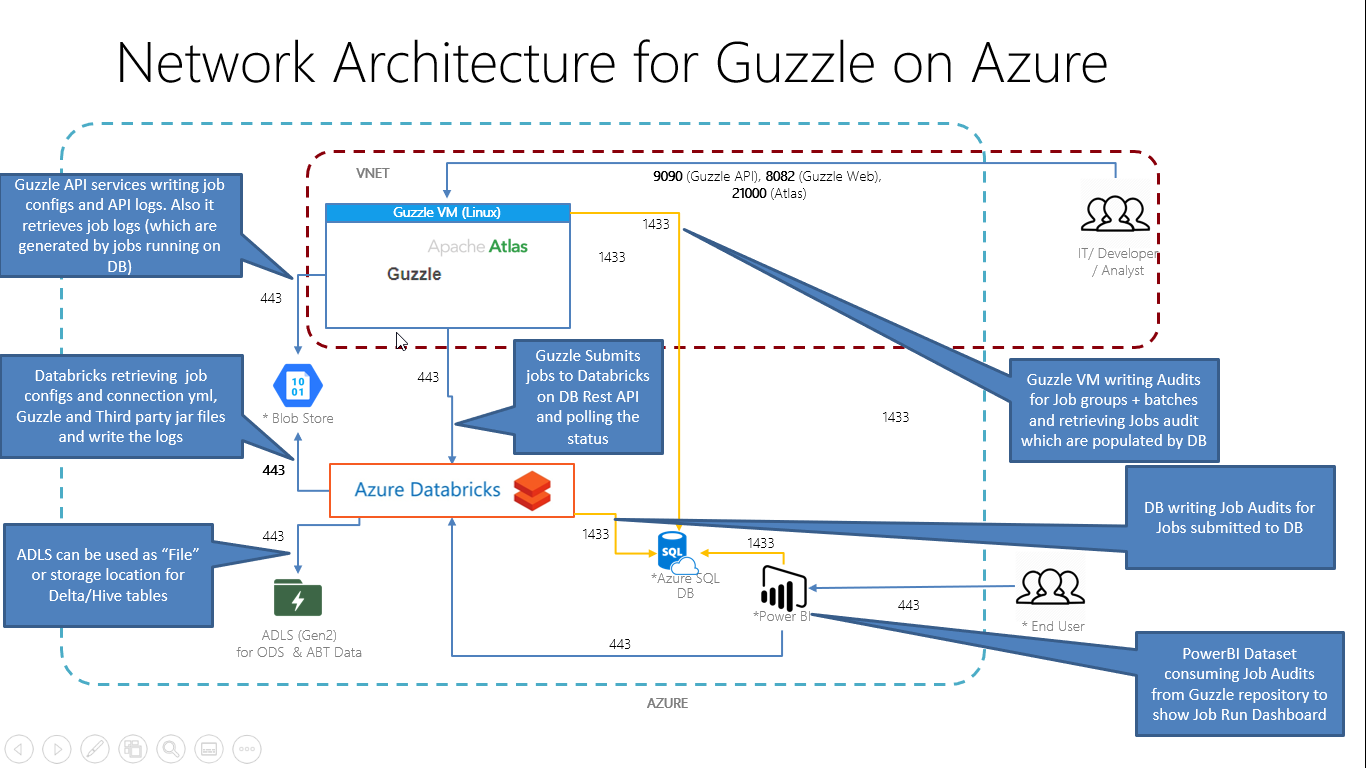 Network Architecture for Guzzle on Azure
VNET
9090 (Guzzle API), 8082 (Guzzle Web),
21000 (Atlas)
Guzzle API services writing job
configs and API logs. Also it
retrieves job logs (which are
generated by jobs running on
DB)
Guzzle VM (Linux)
Apache Atlas
Guzzle
1433
1433
IT/ Developer
/ Analyst
443
Guzzle Submits
jobs to Databricks
on DB Rest API
and polling the
status
443
Databricks retrieving job
configs and connection yml,
Guzzle and Third party jar files
and write the logs
10
01
* Blob Store
Guzzle VM writing Audits
for Job groups + batches
and retrieving Jobs audit
which are populated by DB
1433
443
Azure Databricks
DB writing Job Audits for
Jobs submitted to DB
443
1433
1433
ADLS can be used as “File”
or storage location for
Delta/Hive tables
SQL
*Azure SQL
DB
*Power BI
443
* End User
ADLS (Gen2)
for ODS & ABT Data
443
PowerBI Dataset
consuming Job Audits
from Guzzle repository to
show Job Run Dashboard
AZURE